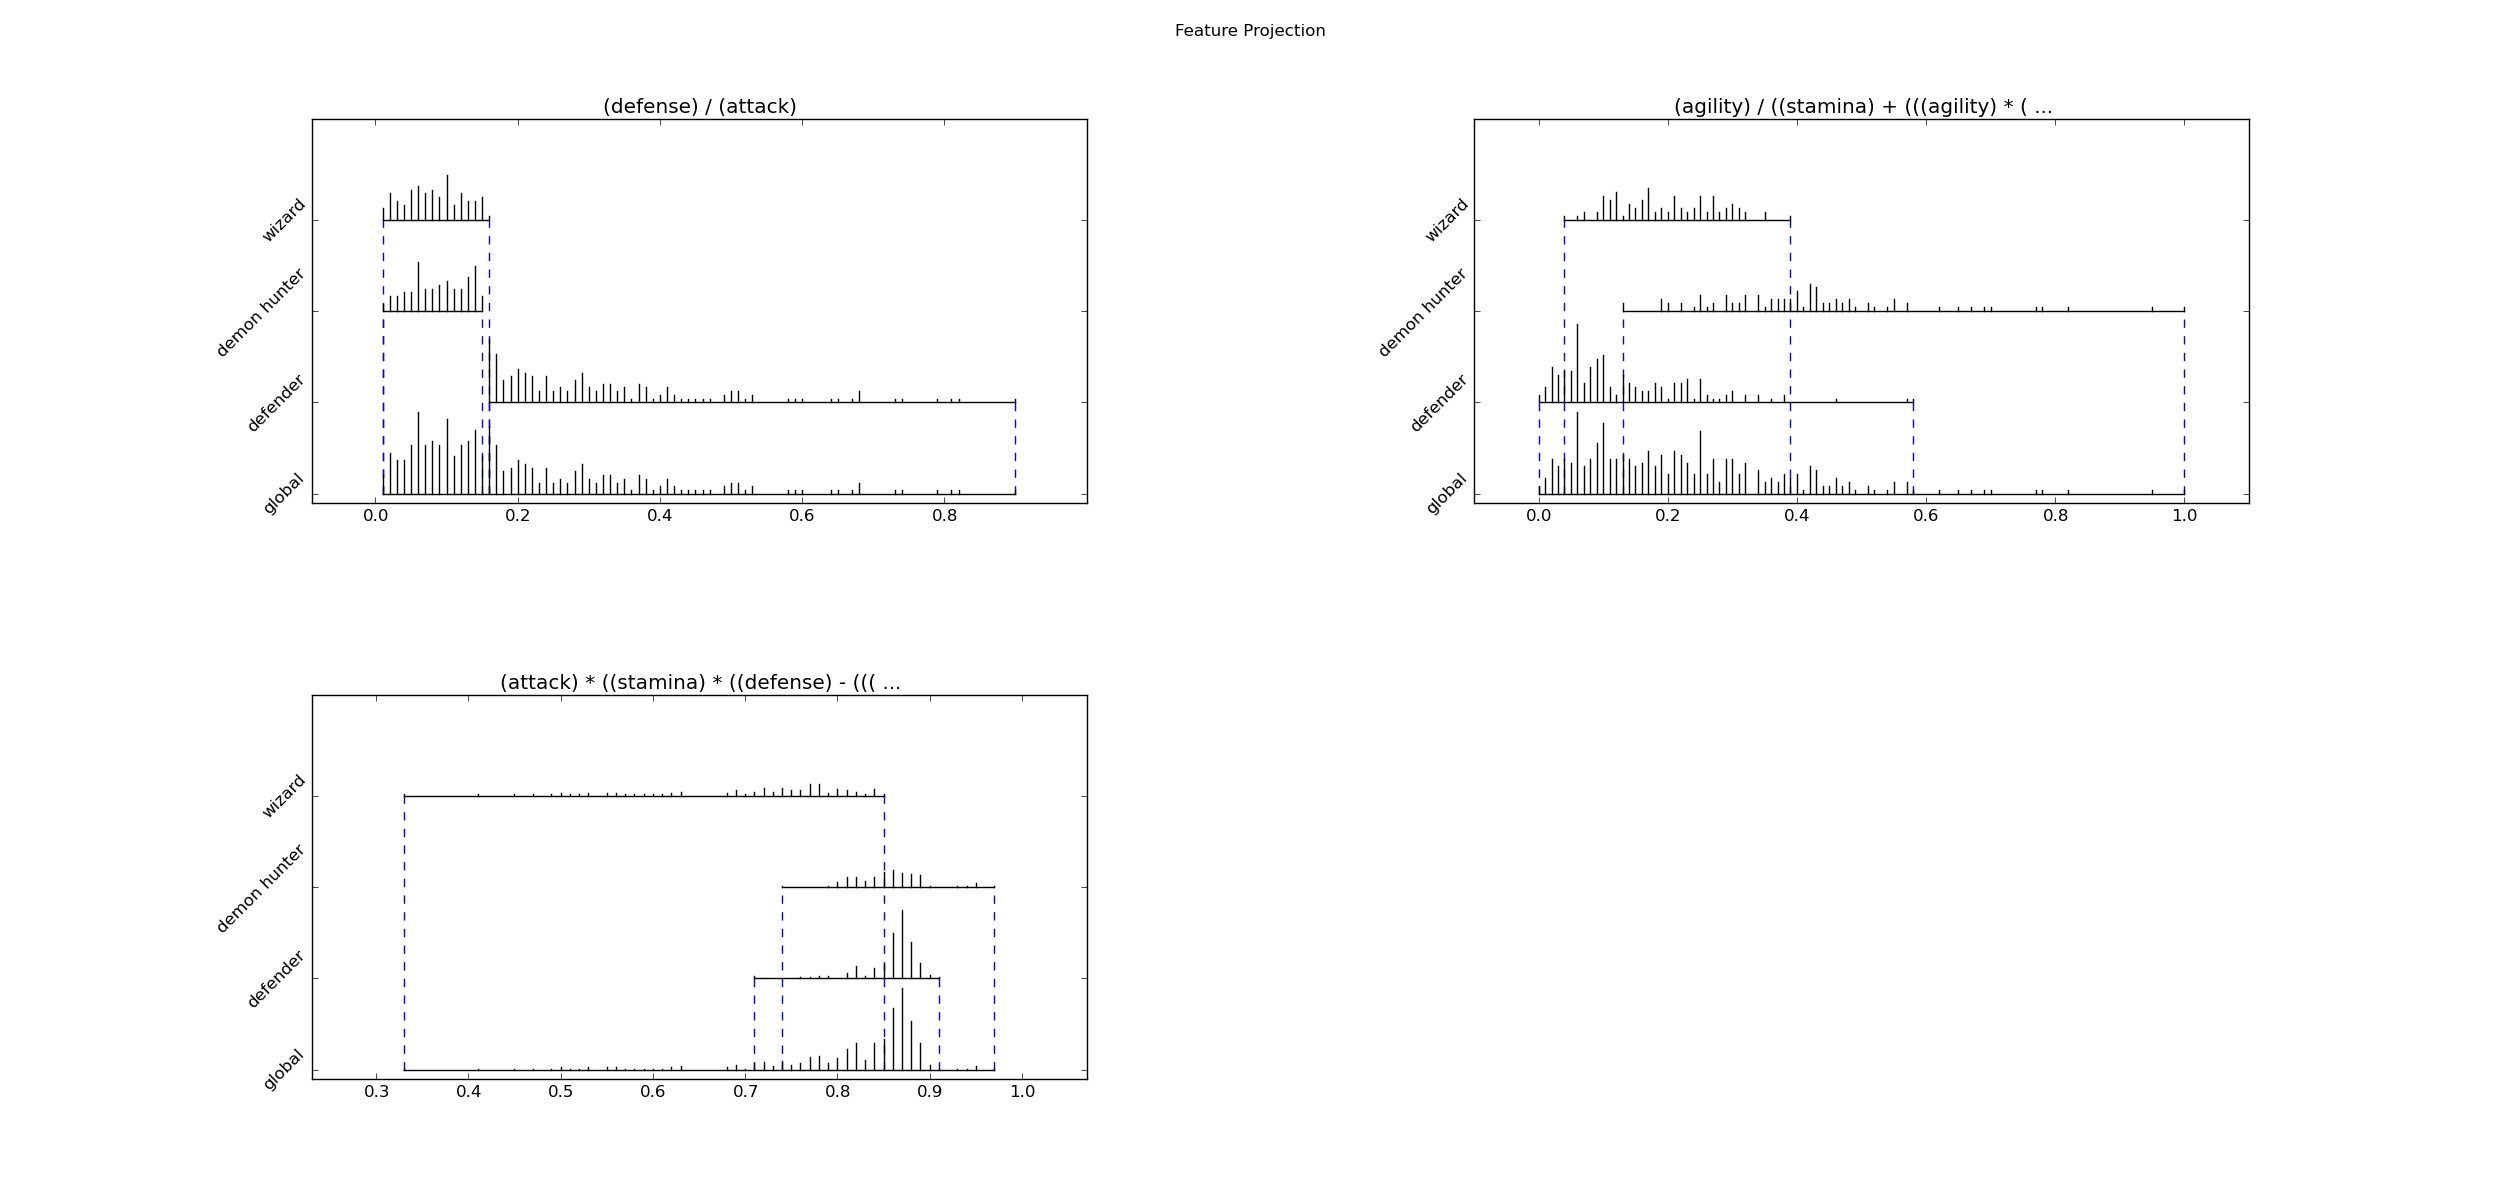 Feature Projection
(defense) / (attack)
wizard
demon hunter
defender
global
0.0 0.2 0.4 0.6 0.8
(agility) / ((stamina) + (((agility) * ( ...
wizard
demon hunter
defender
global
0.0 0.2 0.4 0.6 0.8 1.0
(attack) * ((stamina) * ((defense) - ((( ...
wizard
demon hunter
defender
global
0.3 0.4 0.5 0.6 0.7 0.8 0.9 1.0